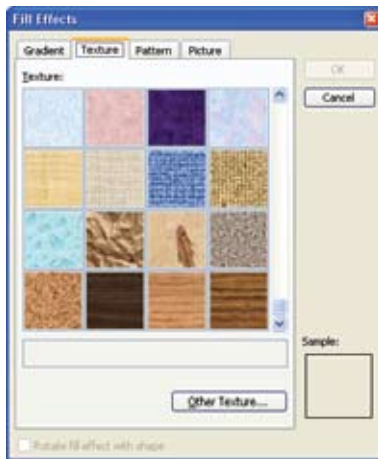 Fill Effects
Gradient Texture Pattern Picture
Texture:
OK
Cancel
Sample:
Other Texture...
Rotate fill effect with shape